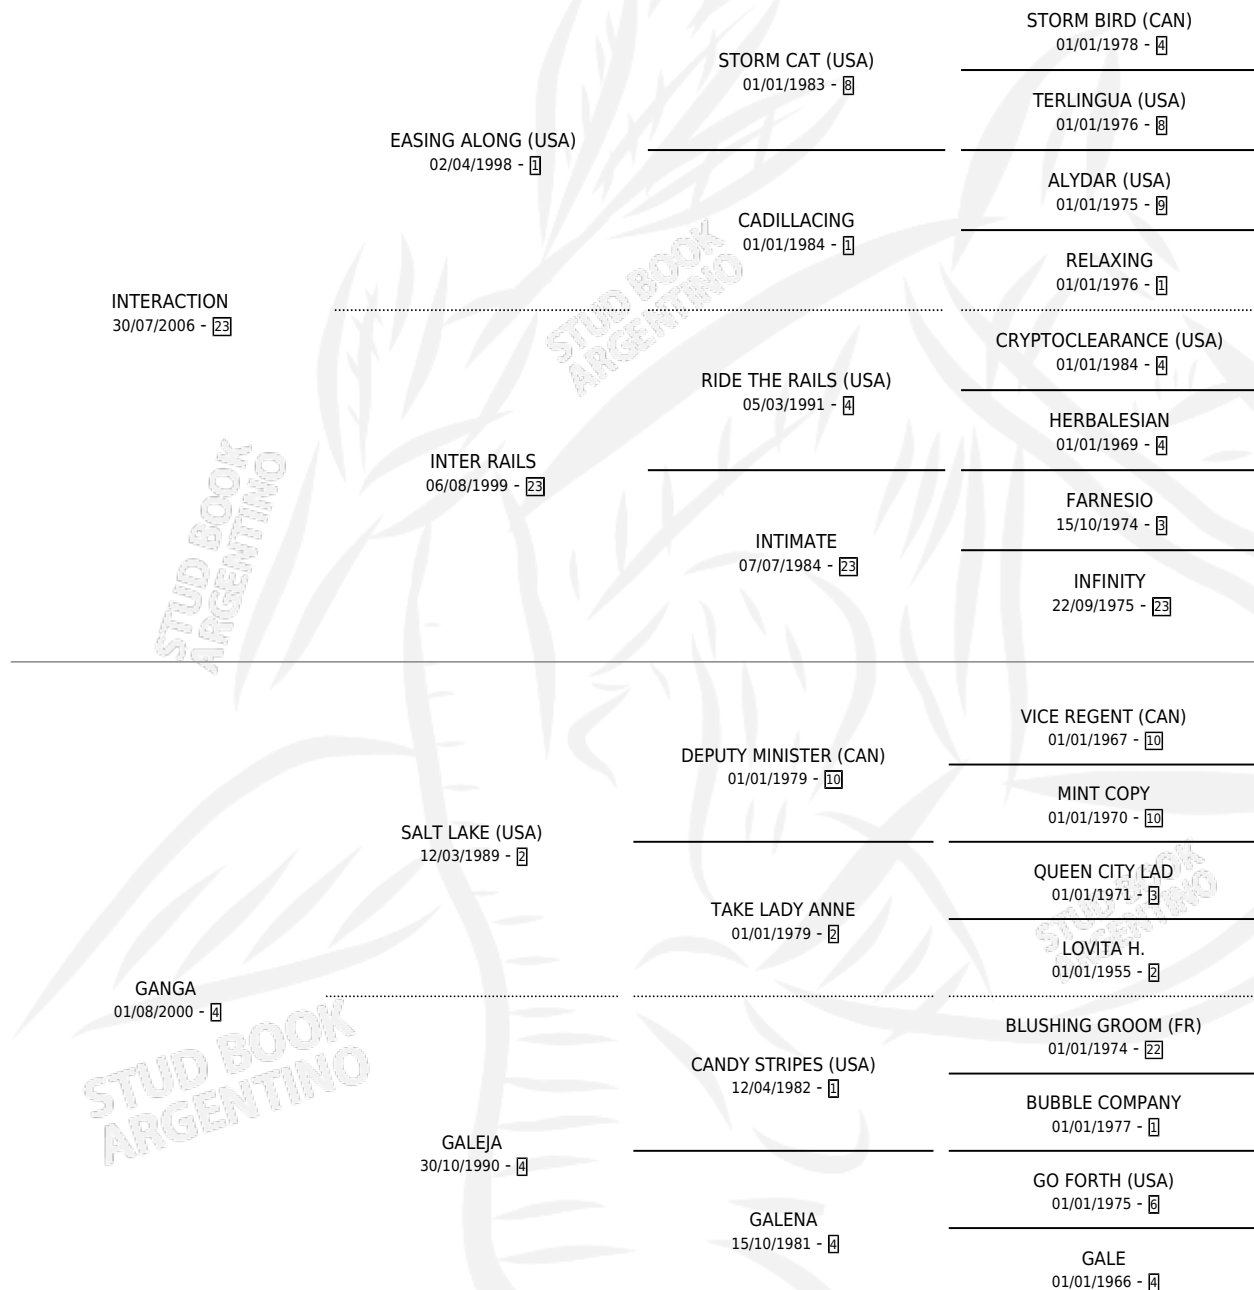 STORM BIRD (CAN)
01/01/1978 - 4
STORM CAT (USA)
01/01/1983 - 8
TERLINGUA (USA)
01/01/1976 - 8
EASING ALONG (USA)
02/04/1998 - 1
ALYDAR (USA)
01/01/1975 - 9
CADILLACING
01/01/1984 - 1
RELAXING
01/01/1976 - 1
INTERACTION
30/07/2006 - 23
CRYPTOCLEARANCE (USA)
01/01/1984 - 4
RIDE THE RAILS (USA)
05/03/1991 - 4
HERBALESIAN
01/01/1969 - 4
INTER RAILS
06/08/1999 - 23
FARNESIO
15/10/1974 - 3
INTIMATE
07/07/1984 - 23
INFINITY
22/09/1975 - 23
VICE REGENT (CAN)
01/01/1967 - 10
DEPUTY MINISTER (CAN)
01/01/1979 - 10
MINT COPY
01/01/1970 - 10
SALT LAKE (USA)
12/03/1989 - 2
QUEEN CITY LAD
01/01/1971 - 3
TAKE LADY ANNE
01/01/1979 - 2
LOVITA H.
01/01/1955 - 2
GANGA
01/08/2000 - 4
BLUSHING GROOM (FR)
01/01/1974 - 22
CANDY STRIPES (USA)
12/04/1982 - 1
BUBBLE COMPANY
01/01/1977 - 1
GALEJA
30/10/1990 - 4
GO FORTH (USA)
01/01/1975 - 6
GALENA
15/10/1981 - 4
GALE
01/01/1966 - 4
STUD BOOK
ARGENTINO
STUD BOOK
ARGENTINO
STUD BOOK
ARGENTINO
STUD BOOK
ARGENTINO